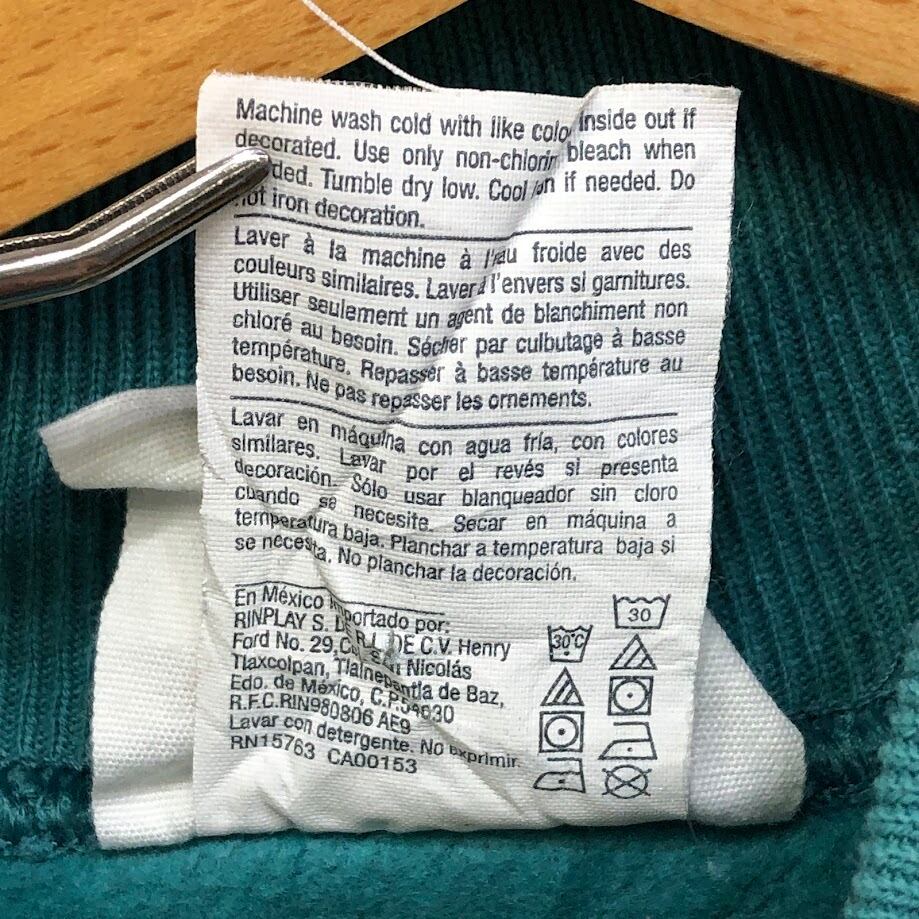 Machine wash cold with like colo inside out if
decorated. Use only non-chlorin bleach when
ded. Tumble dry low. Cool if needed. Do
not iron decoration.
Laver à la machine à l'eau froide avec des
couleurs similaires. Laver à l'envers si garnitures.
Utiliser seulement un agent de blanchiment non
chloré au besoin. Sécher par culbutage à basse
température. Repasser à basse température au
besoin. Ne pas repasser les ornements.
Lavar en máquina con agua fría, con colores
similares. Lavar por el revés si presenta
decoración. Sólo usar blanqueador sin cloro
cuando se necesite. Secar en máquina a
temperatura baja. Planchar a temperatura baja si
se necesita. No planchar la decoración.
En México Importado por:
RINPLAY S. DE R.L. DE C.V. Henry
Ford No. 29, Nicolás
Tlaxcolpan, Tlalnepantla de Baz,
Edo. de México, C.P.54030
R.F.C.RIN980806 AE9
Lavar con detergente. No exprimir.
RN15763 CA00153
30°C
30